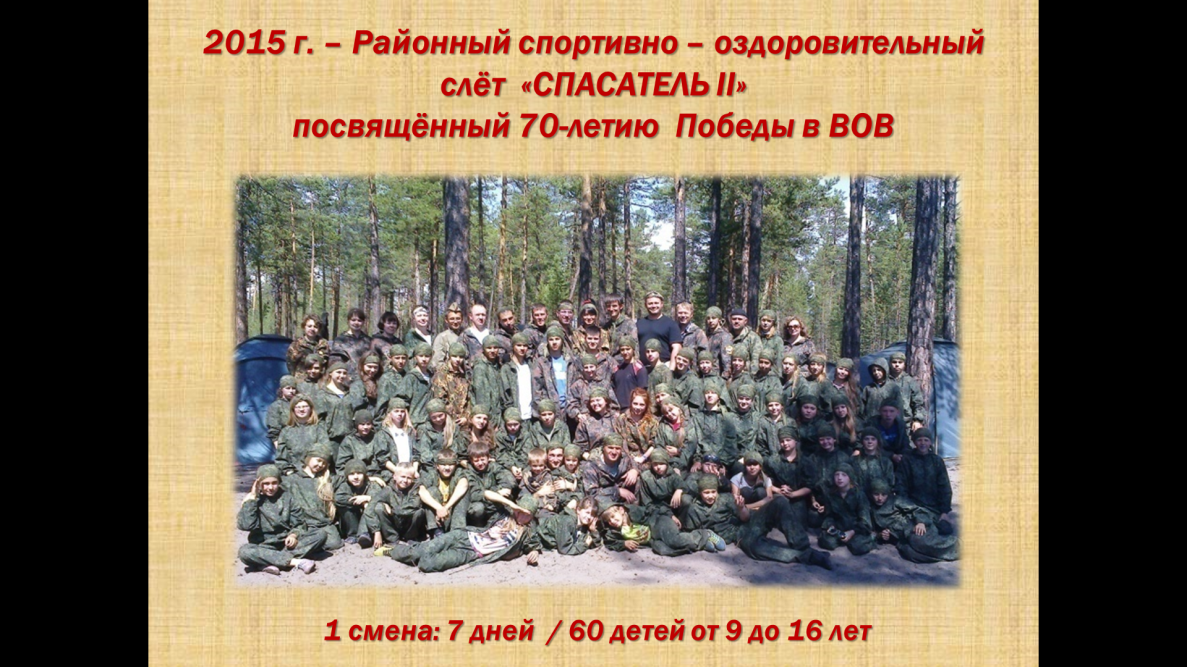 2015 г. – Районный спортивно – оздоровительный
слёт «СПАСАТЕЛЬ II»
посвящённый 70-летию Победы в ВОВ
1 смена: 7 дней / 60 детей от 9 до 16 лет